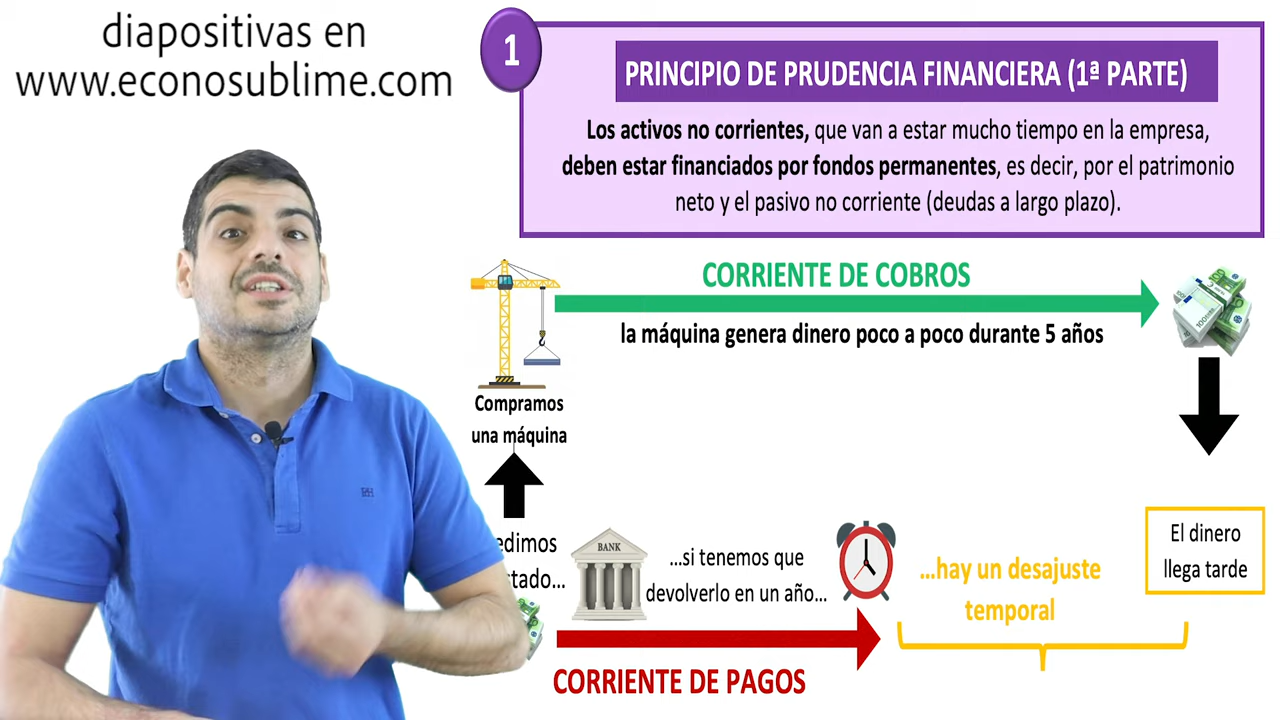 diapositivas en
www.econosublime.com
1
PRINCIPIO DE PRUDENCIA FINANCIERA (1ª PARTE)
Los activos no corrientes, que van a estar mucho tiempo en la empresa,
deben estar financiados por fondos permanentes, es decir, por el patrimonio
neto y el pasivo no corriente (deudas a largo plazo).
CORRIENTE DE COBROS
la máquina genera dinero poco a poco durante 5 años
Compramos
una máquina
edimos
stado...
BANK
...si tenemos que
devolverlo en un año...
...hay un desajuste
temporal
El dinero
llega tarde
CORRIENTE DE PAGOS